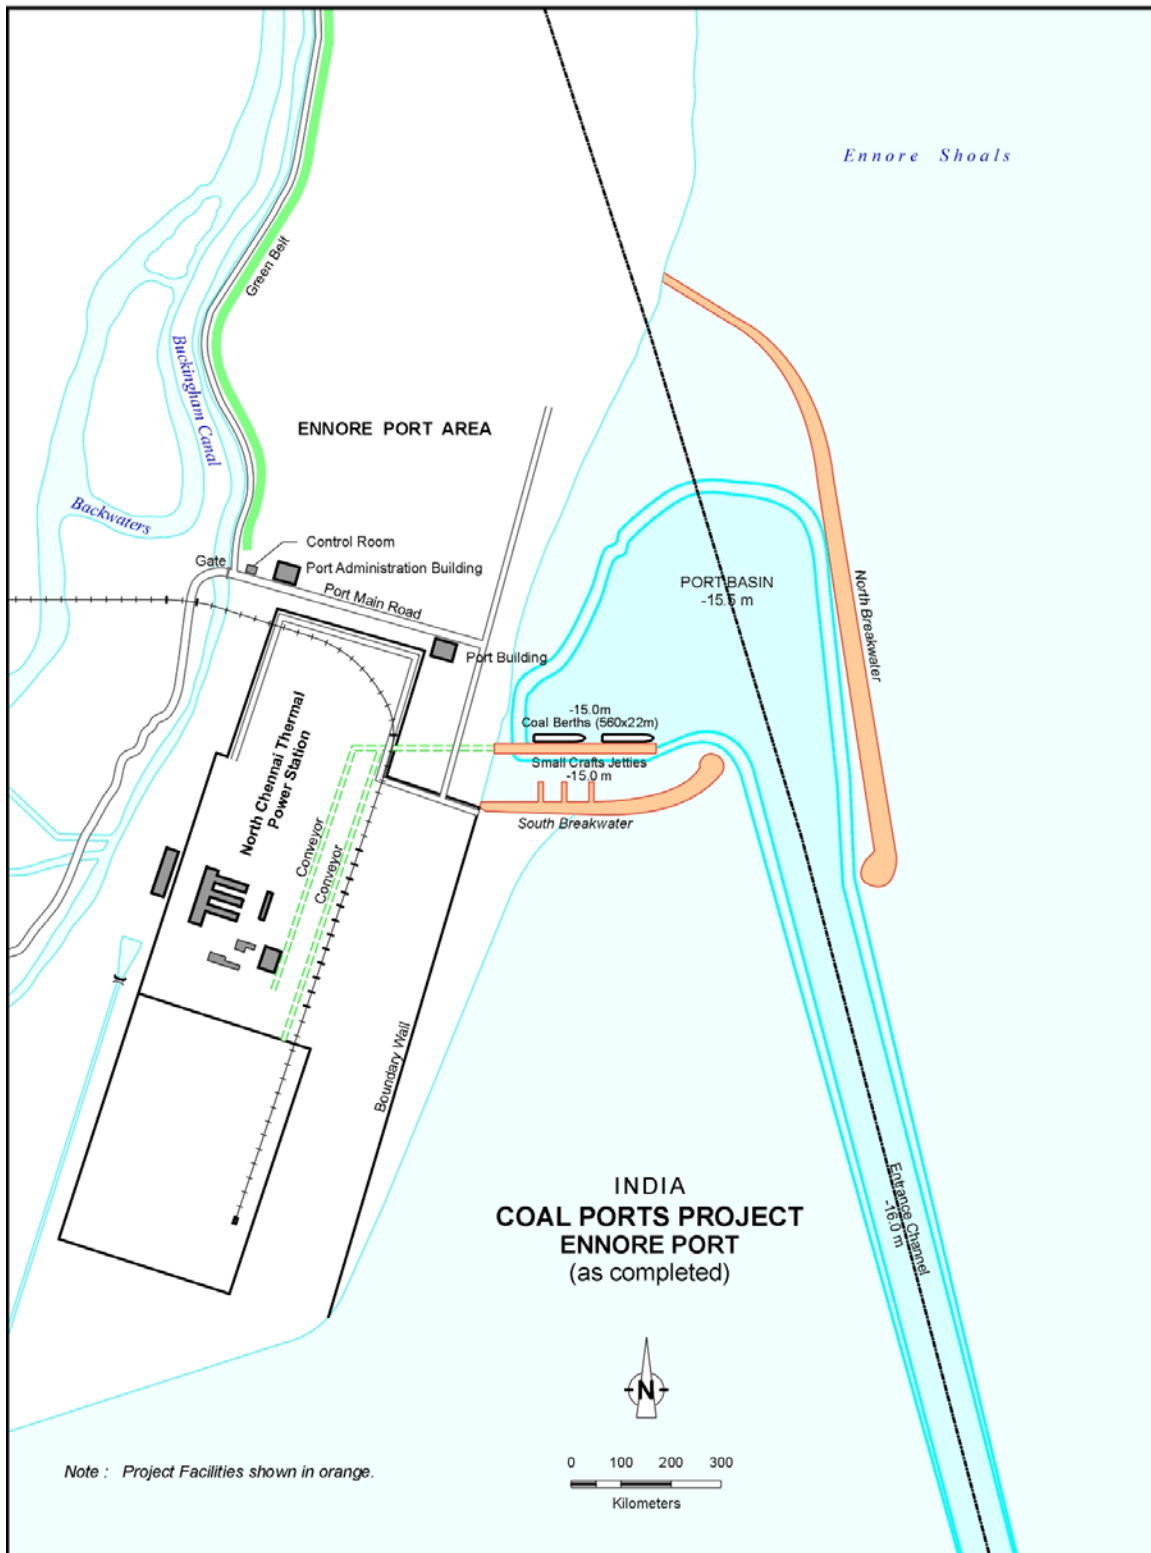 Ennore Shoals
Green Belt
Buckingham Canal
ENNORE PORT AREA
Backwaters
Control Room
Gate
Port Administration Building
Port Main Road
PORT BASIN
-15.5 m
North Breakwater
Port Building
-15.0m
Coal Berths (560x22m)
Small Crafts Jetties
-15.0 m
South Breakwater
North Chennai Thermal
Power Station
Conveyor
Conveyor
Boundary Wall
Entrance Channel
-16.0 m
INDIA
COAL PORTS PROJECT
ENNORE PORT
(as completed)
N
Note : Project Facilities shown in orange.
0 100 200 300
Kilometers